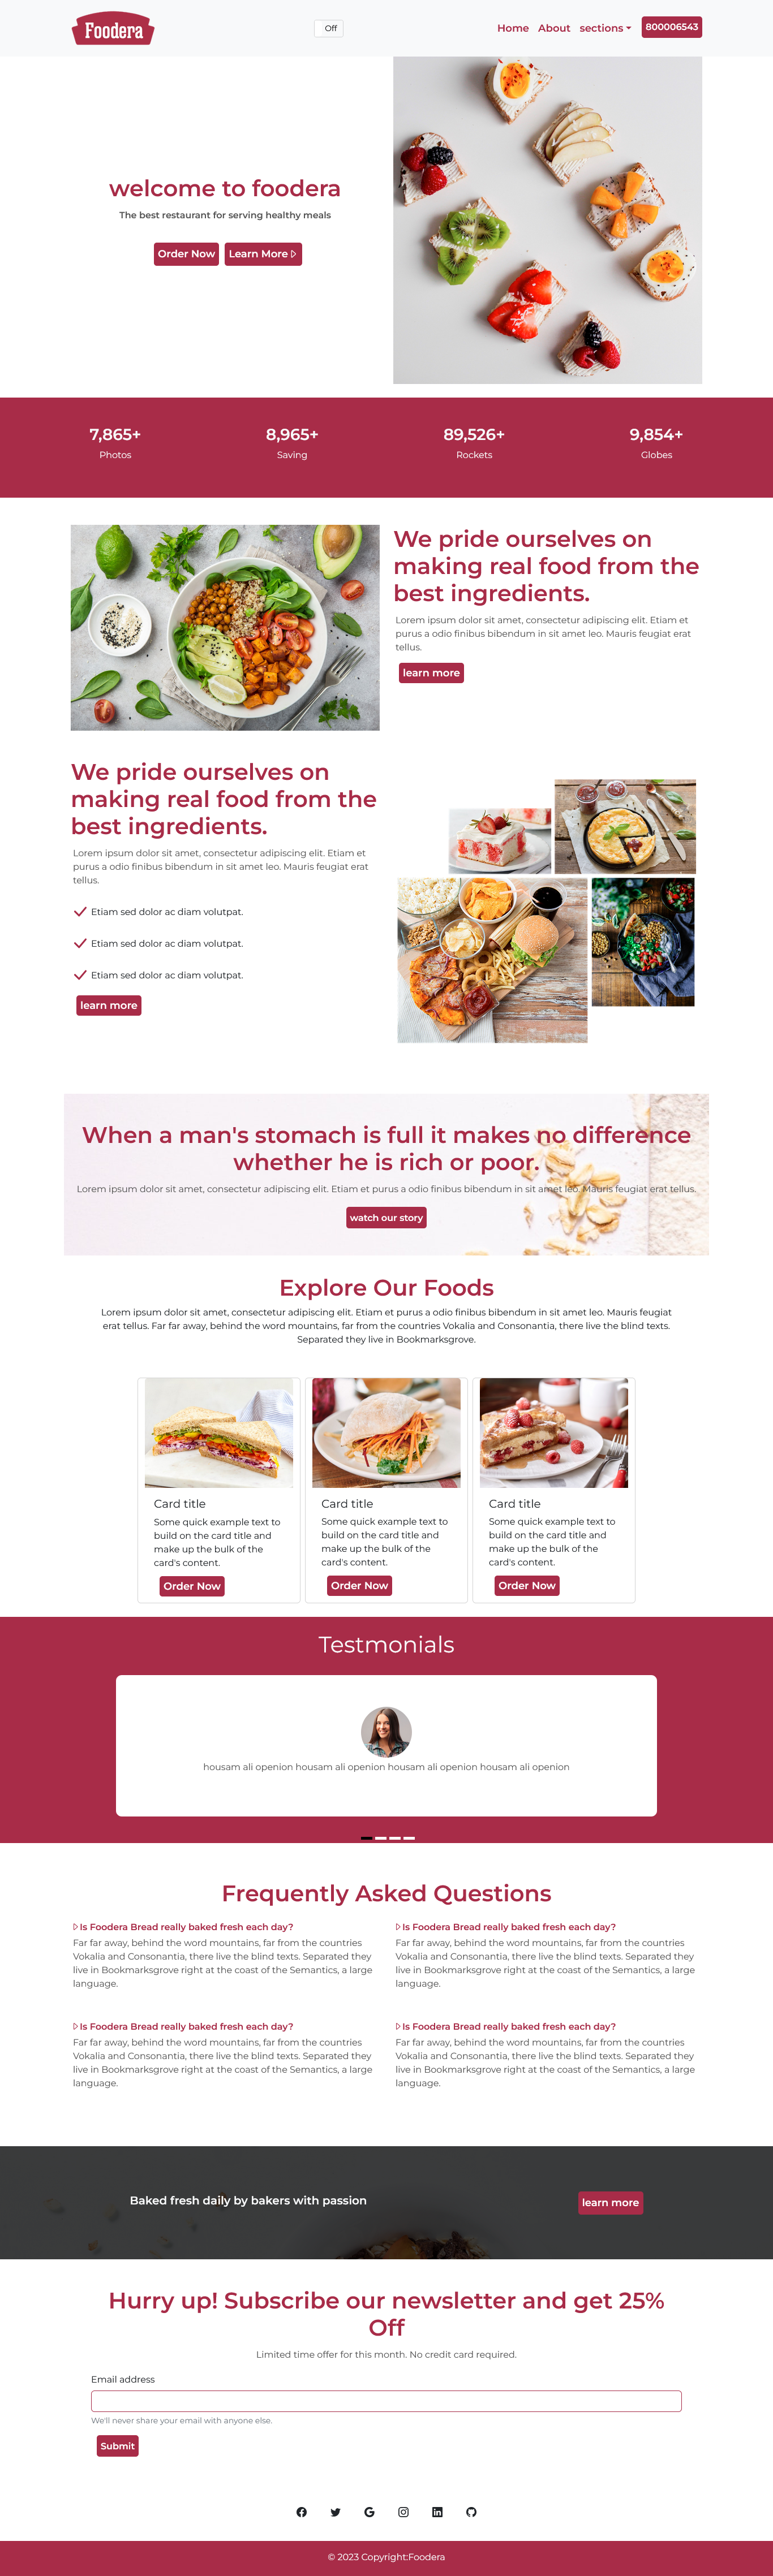 Foodera
Off
Home About sections 800006543
welcome to foodera
The best restaurant for serving healthy meals
Order Now Learn More
7,865+ 8,965+ 89,526+ 9,854+
Photos Saving Rockets Globes
We pride ourselves on
making real food from the
best ingredients.
Lorem ipsum dolor sit amet, consectetur adipiscing elit. Etiam et
purus a odio finibus bibendum in sit amet leo. Mauris feugiat erat
tellus.
learn more
We pride ourselves on
making real food from the
best ingredients.
Lorem ipsum dolor sit amet, consectetur adipiscing elit. Etiam et
purus a odio finibus bibendum in sit amet leo. Mauris feugiat erat
tellus.
Etiam sed dolor ac diam volutpat.
Etiam sed dolor ac diam volutpat.
Etiam sed dolor ac diam volutpat.
learn more
When a man's stomach is full it makes no difference
whether he is rich or poor.
Lorem ipsum dolor sit amet, consectetur adipiscing elit. Etiam et purus a odio finibus bibendum in sit amet leo. Mauris feugiat erat tellus.
watch our story
Explore Our Foods
Lorem ipsum dolor sit amet, consectetur adipiscing elit. Etiam et purus a odio finibus bibendum in sit amet leo. Mauris feugiat
erat tellus. Far far away, behind the word mountains, far from the countries Vokalia and Consonantia, there live the blind texts.
Separated they live in Bookmarksgrove.
Card title
Some quick example text to
build on the card title and
make up the bulk of the
card's content.
Order Now
Card title
Some quick example text to
build on the card title and
make up the bulk of the
card's content.
Order Now
Card title
Some quick example text to
build on the card title and
make up the bulk of the
card's content.
Order Now
Testmonials
housam ali openion housam ali openion housam ali openion housam ali openion
Frequently Asked Questions
Is Foodera Bread really baked fresh each day?
Far far away, behind the word mountains, far from the countries
Vokalia and Consonantia, there live the blind texts. Separated they
live in Bookmarksgrove right at the coast of the Semantics, a large
language.
Is Foodera Bread really baked fresh each day?
Far far away, behind the word mountains, far from the countries
Vokalia and Consonantia, there live the blind texts. Separated they
live in Bookmarksgrove right at the coast of the Semantics, a large
language.
Is Foodera Bread really baked fresh each day?
Far far away, behind the word mountains, far from the countries
Vokalia and Consonantia, there live the blind texts. Separated they
live in Bookmarksgrove right at the coast of the Semantics, a large
language.
Is Foodera Bread really baked fresh each day?
Far far away, behind the word mountains, far from the countries
Vokalia and Consonantia, there live the blind texts. Separated they
live in Bookmarksgrove right at the coast of the Semantics, a large
language.
Baked fresh daily by bakers with passion
learn more
Hurry up! Subscribe our newsletter and get 25%
Off
Limited time offer for this month. No credit card required.
Email address
We'll never share your email with anyone else.
Submit
© 2023 Copyright:Foodera